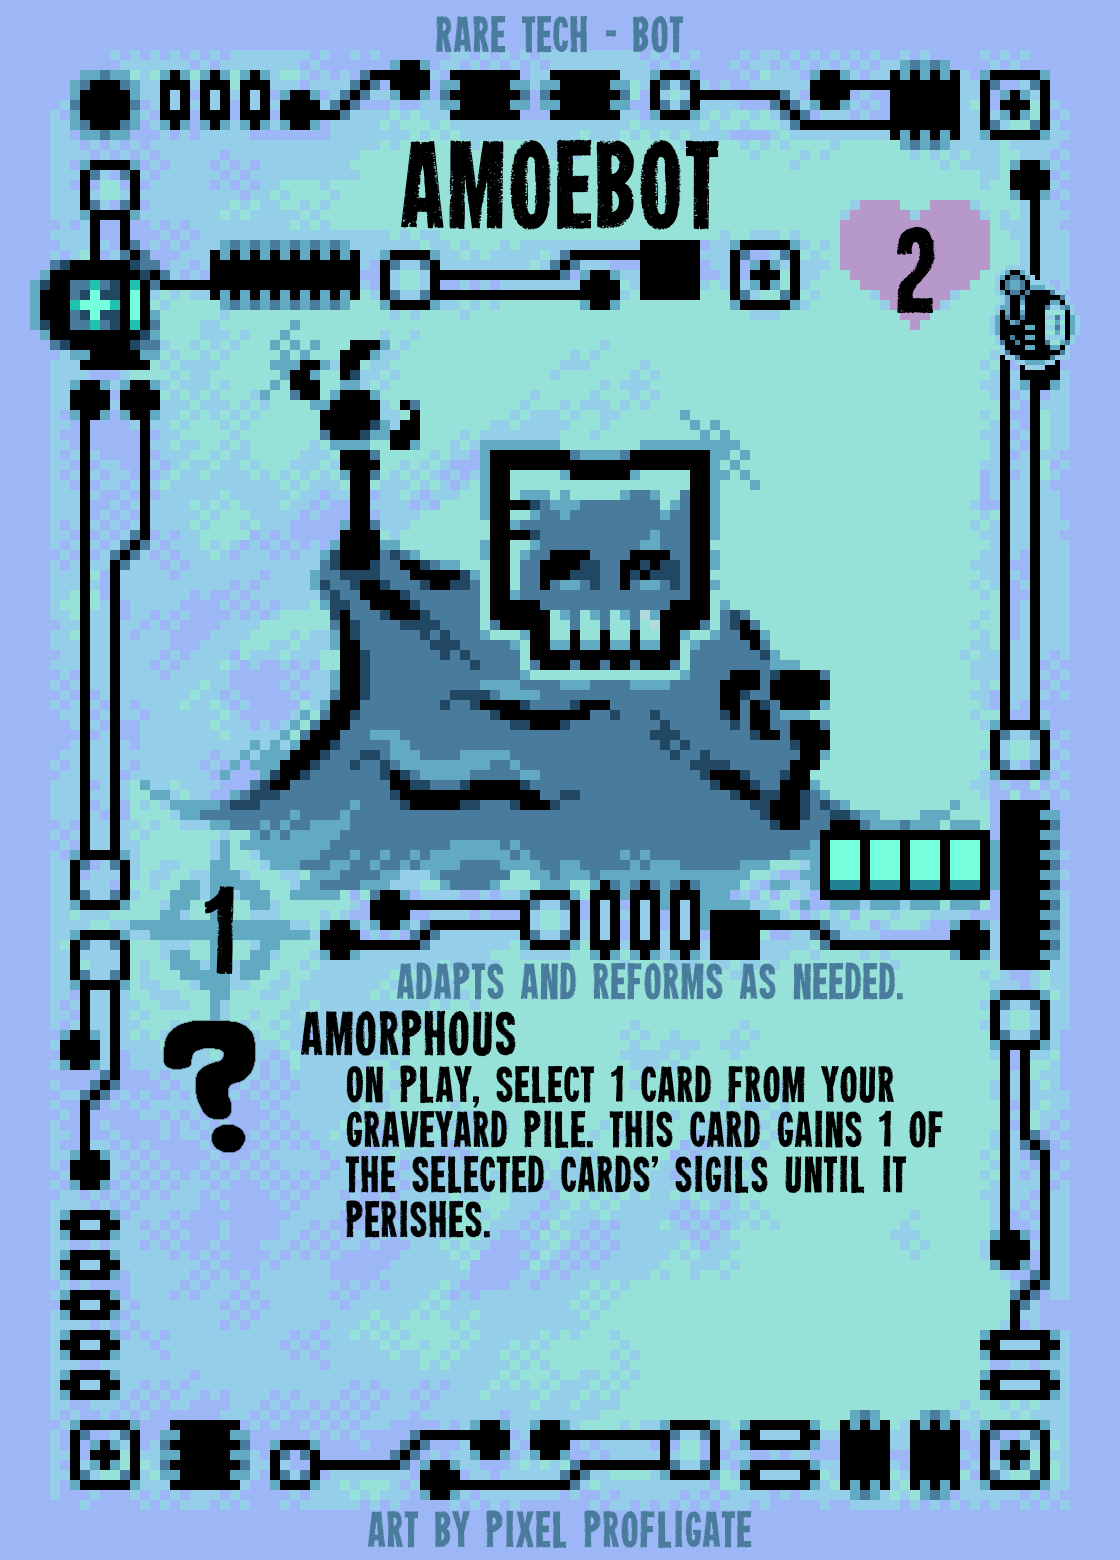 RARE TECH - BOT
AMOEBOT
2
1
ADAPTS AND REFORMS AS NEEDED.
?
AMORPHOUS
ON PLAY, SELECT 1 CARD FROM YOUR
GRAVEYARD PILE. THIS CARD GAINS 1 OF
THE SELECTED CARDS' SIGILS UNTIL IT
PERISHES.
ART BY PIXEL PROFLIGATE